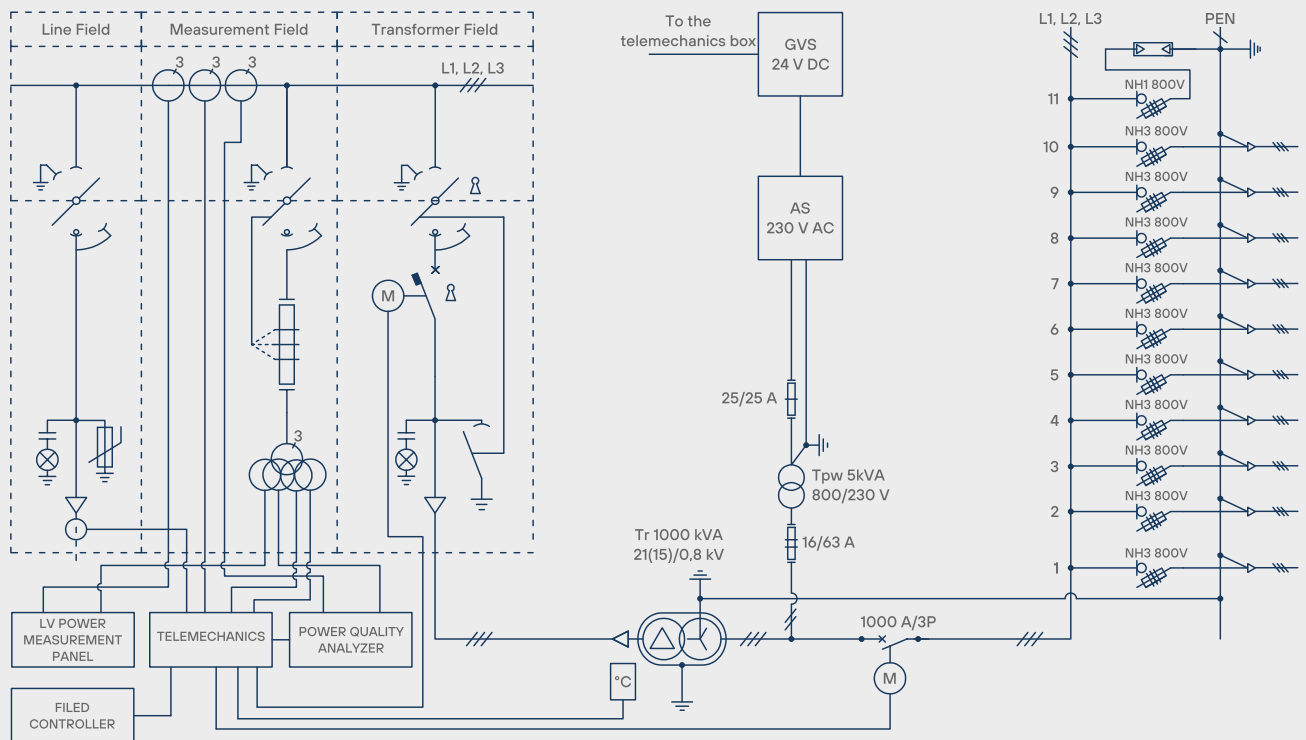 Line Field
Measurement Field
Transformer Field
3
3
3
L1, L2, L3
M
3
I
LV POWER
MEASUREMENT
PANEL
TELEMECHANICS
POWER QUALITY
ANALYZER
FILED
CONTROLLER
To the
telemechanics box
GVS
24 V DC
AS
230 V AC
25/25 A
Tpw 5kVA
800/230 V
16/63 A
Tr 1000 kVA
21(15)/0,8 kV
°C
1000 A/3P
M
L1, L2, L3
PEN
11
NH1 800V
10
NH3 800V
9
NH3 800V
8
NH3 800V
7
NH3 800V
6
NH3 800V
5
NH3 800V
4
NH3 800V
3
NH3 800V
2
NH3 800V
1
NH3 800V